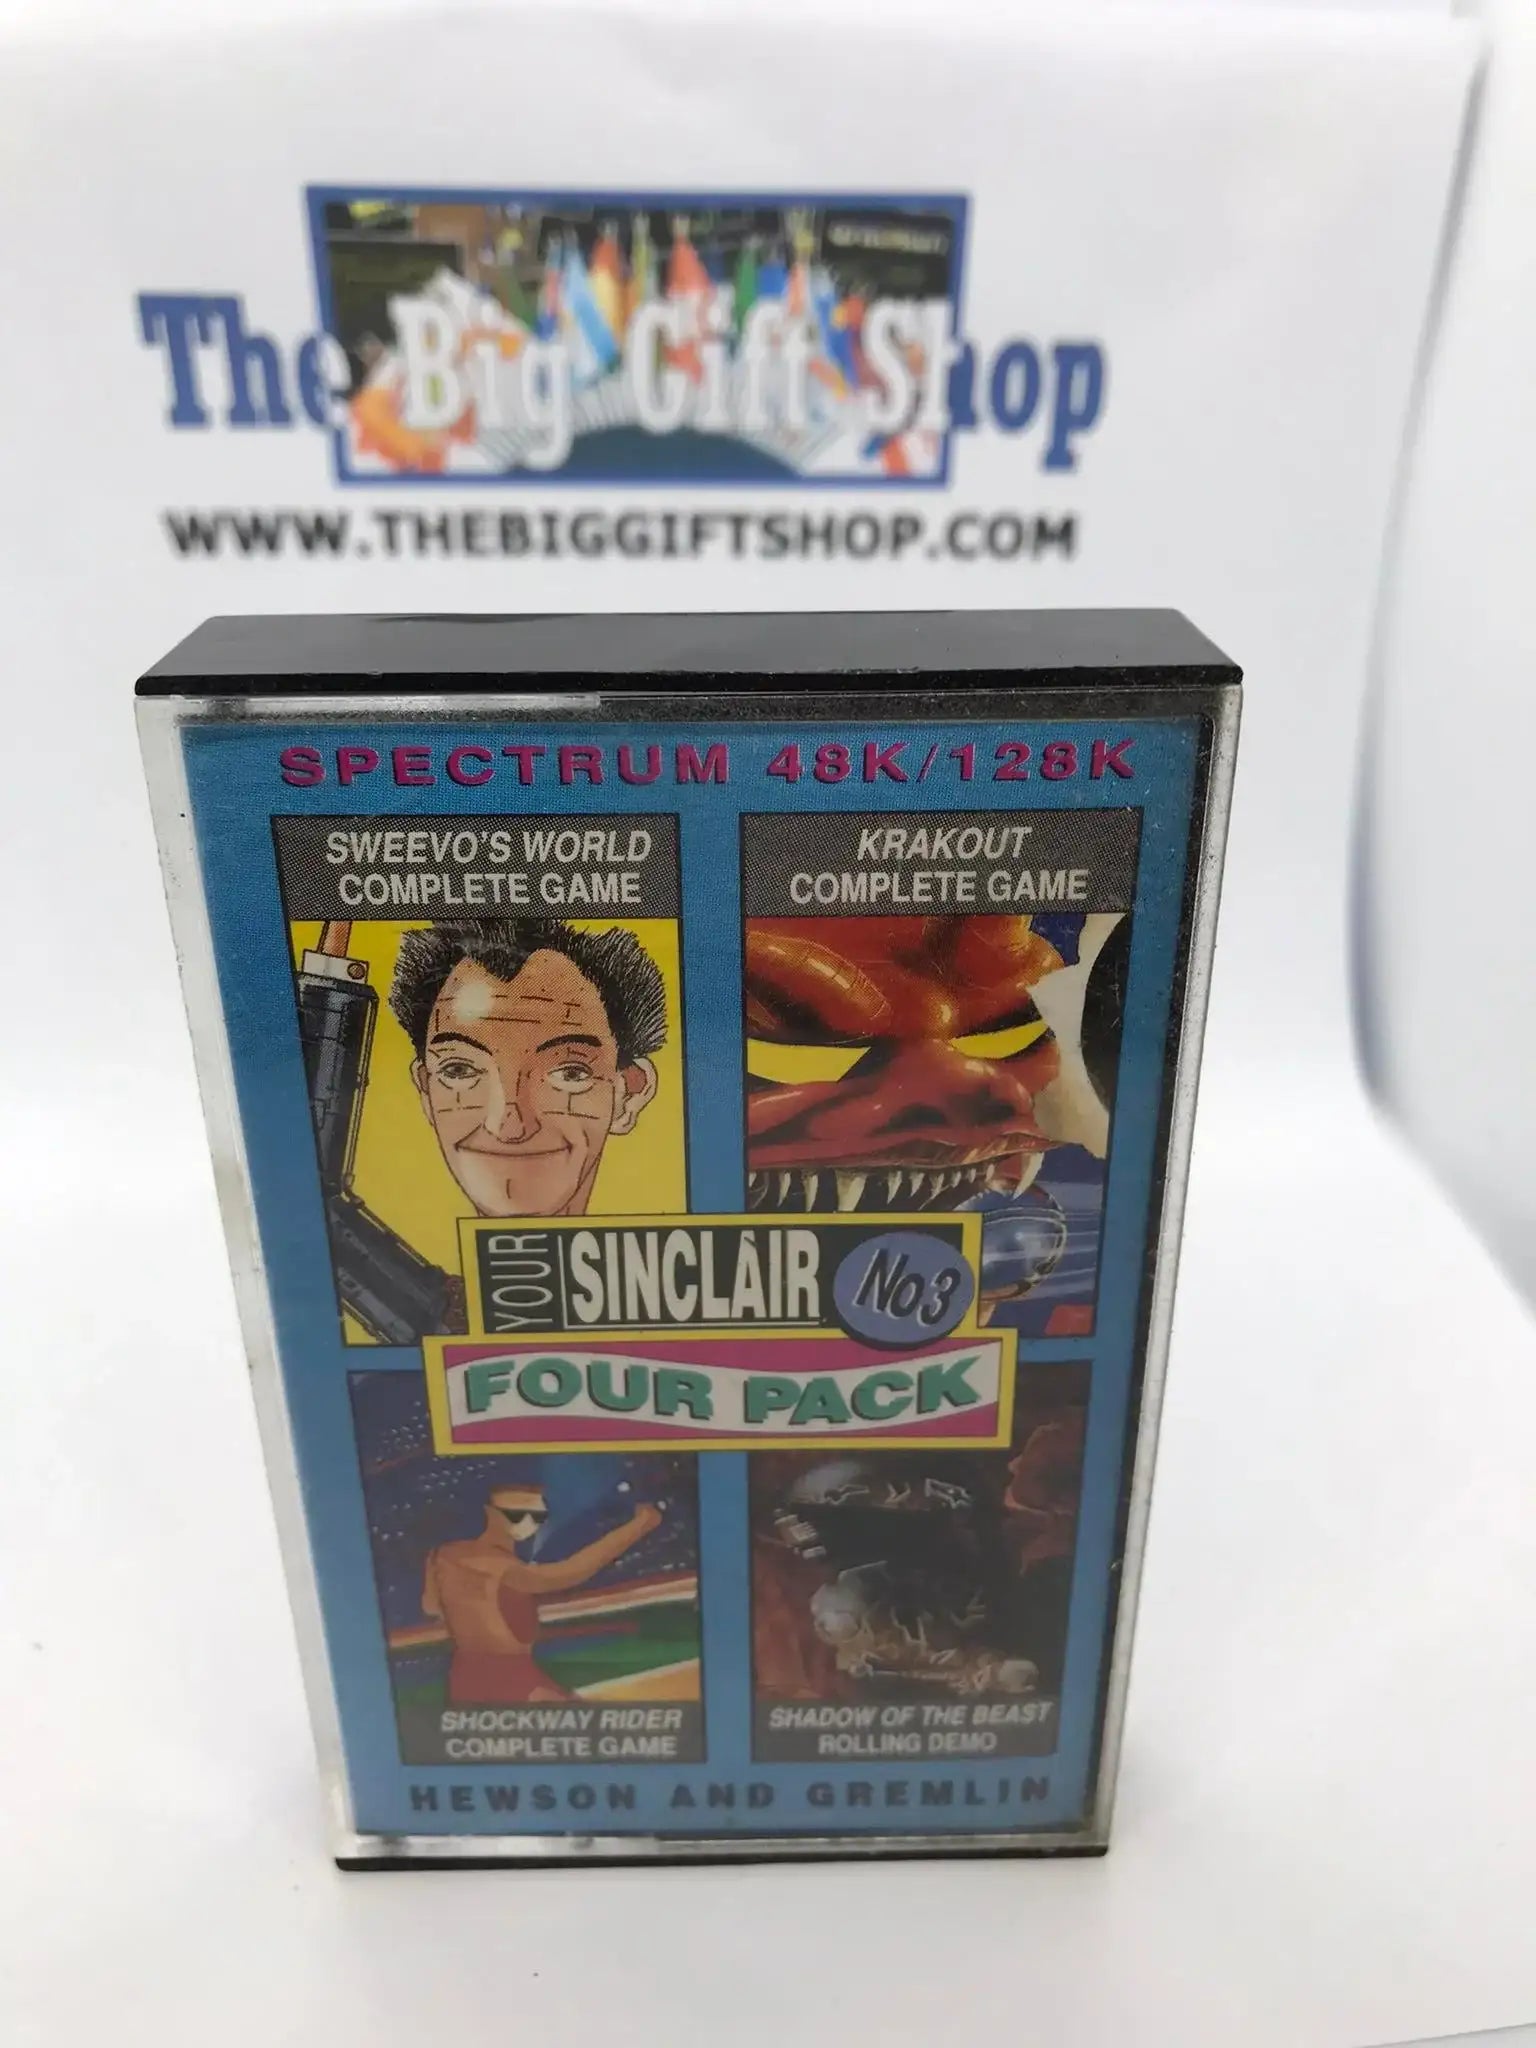 The Big Gift Shop
WWW.THEBIGGIFTSHOP.COM
SPECTRUM 48K/128K
SWEEVO'S WORLD
COMPLETE GAME
KRAKOUT
COMPLETE GAME
YOUR SINCLAIR No3
FOUR PACK
SHOCKWAY RIDER
COMPLETE GAME
SHADOW OF THE BEAST
ROLLING DEMO
HEWSON AND GREMLIN